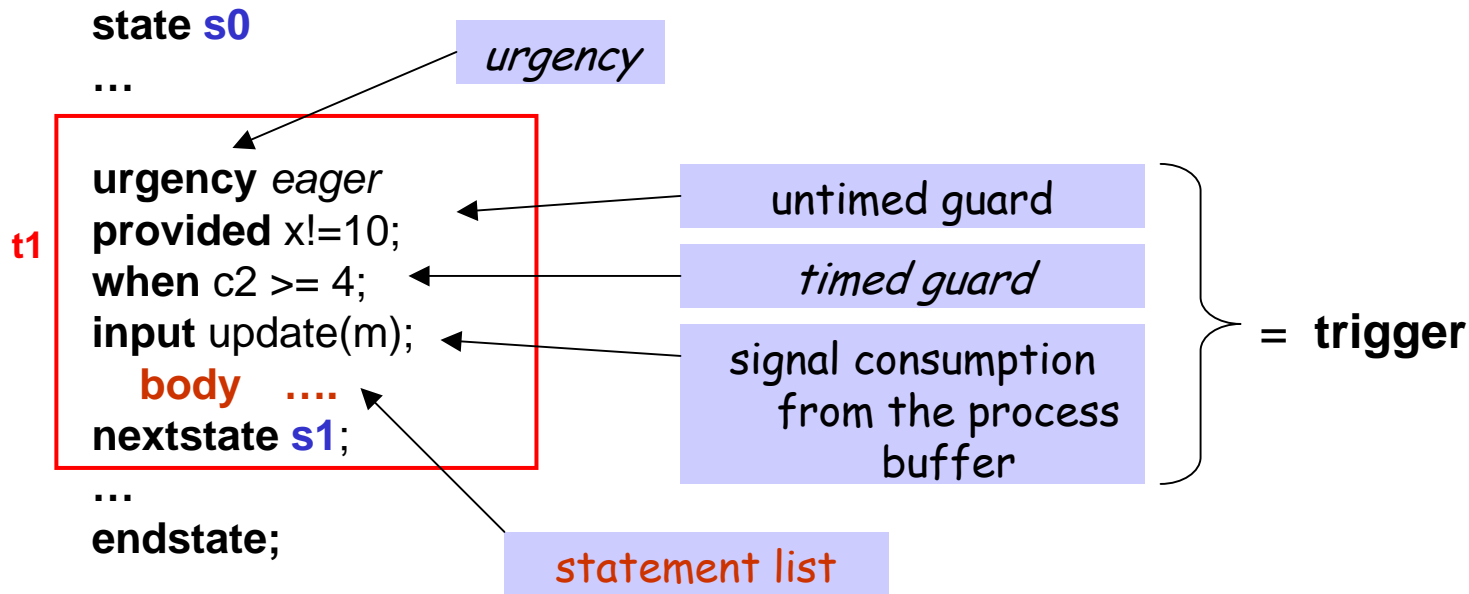 state s0
…
urgency
urgency eager
provided x!=10;
when c2 >= 4;
input update(m);
body ….
nextstate s1;
…
endstate;
t1
untimed guard
timed guard
signal consumption
from the process
buffer
= trigger
statement list